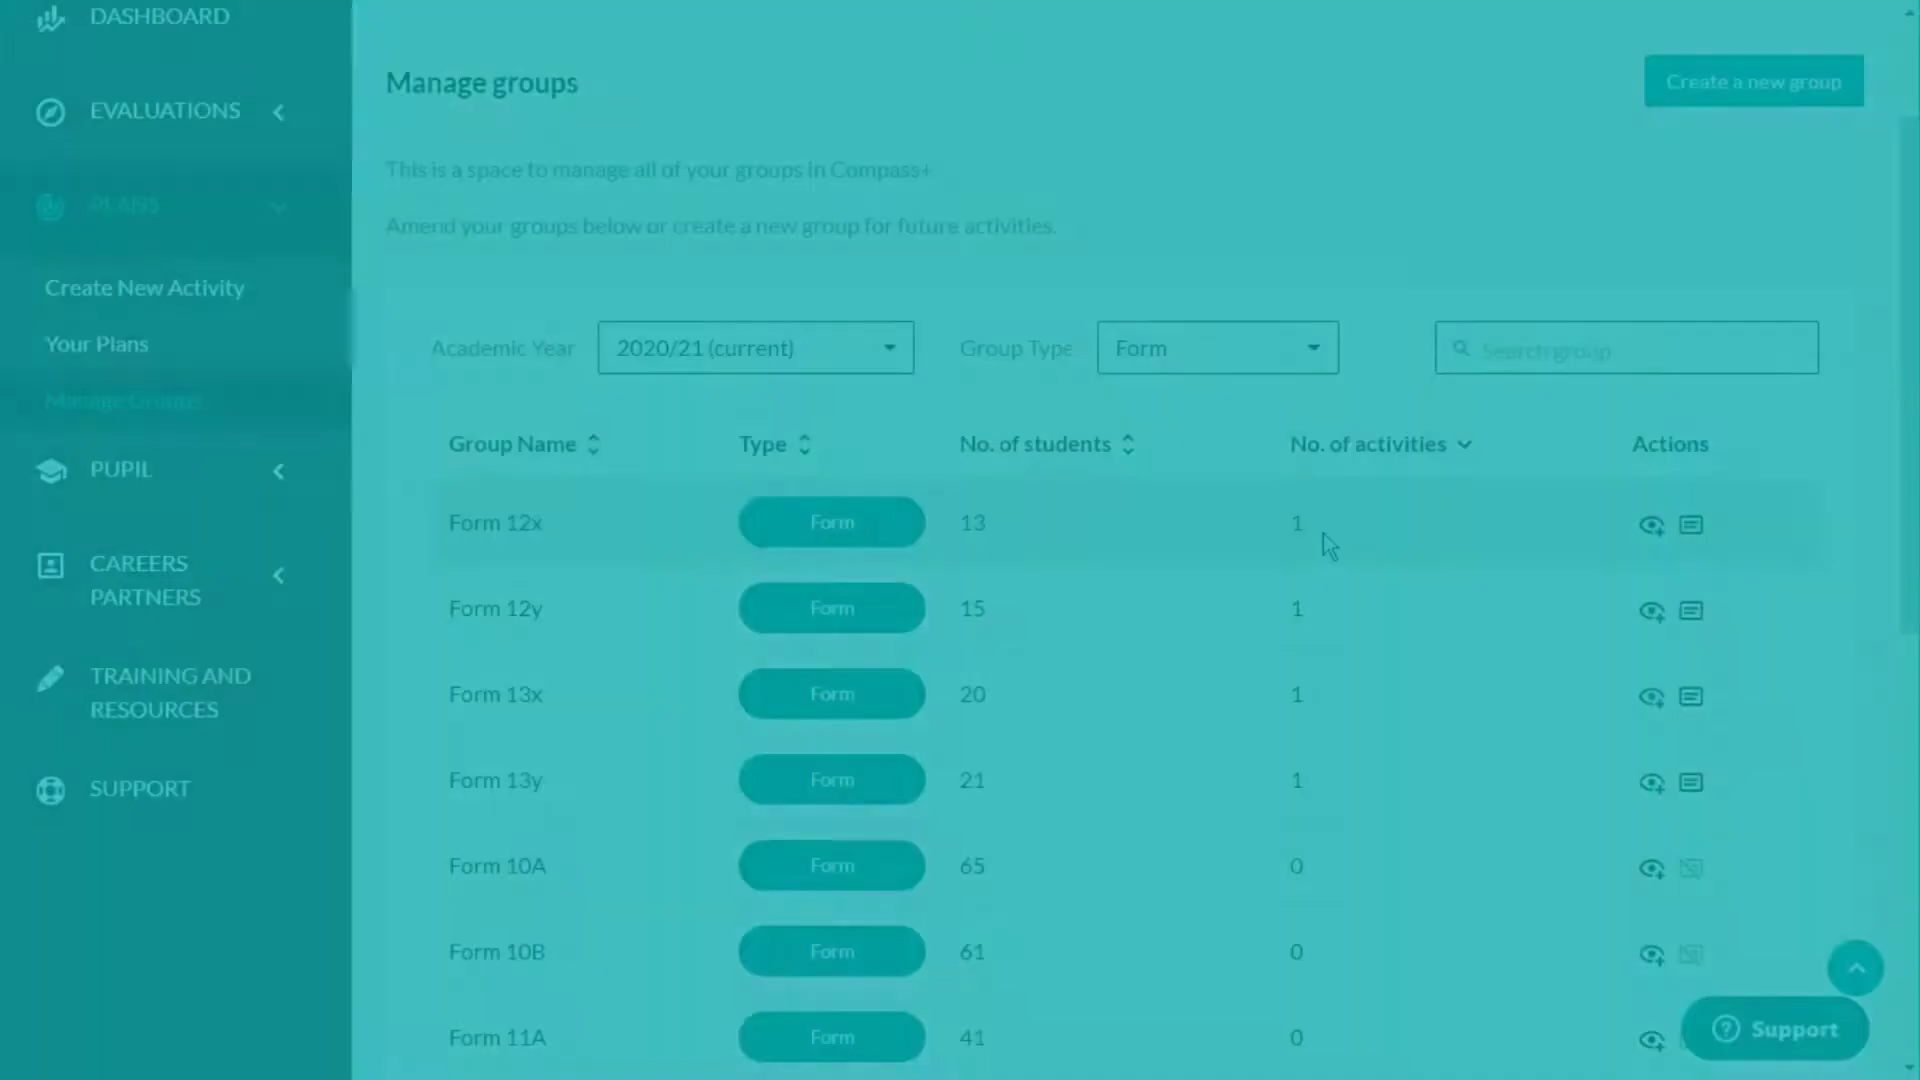 DASHBOARD
EVALUATIONS
PLANS
Create New Activity
Your Plans
Manage Groups
PUPIL
CAREERS
PARTNERS
TRAINING AND
RESOURCES
SUPPORT
Manage groups
Create a new group
This is a space to manage all of your groups in Compass+
Amend your groups below or create a new group for future activities.
Academic Year 2020/21 (current) Group Type Form Search group
Group Name Type No. of students No. of activities Actions
Form 12x Form 13 1
Form 12y Form 15 1
Form 13x Form 20 1
Form 13y Form 21 1
Form 10A Form 65 0
Form 10B Form 61 0
Form 11A Form 41 0
Support